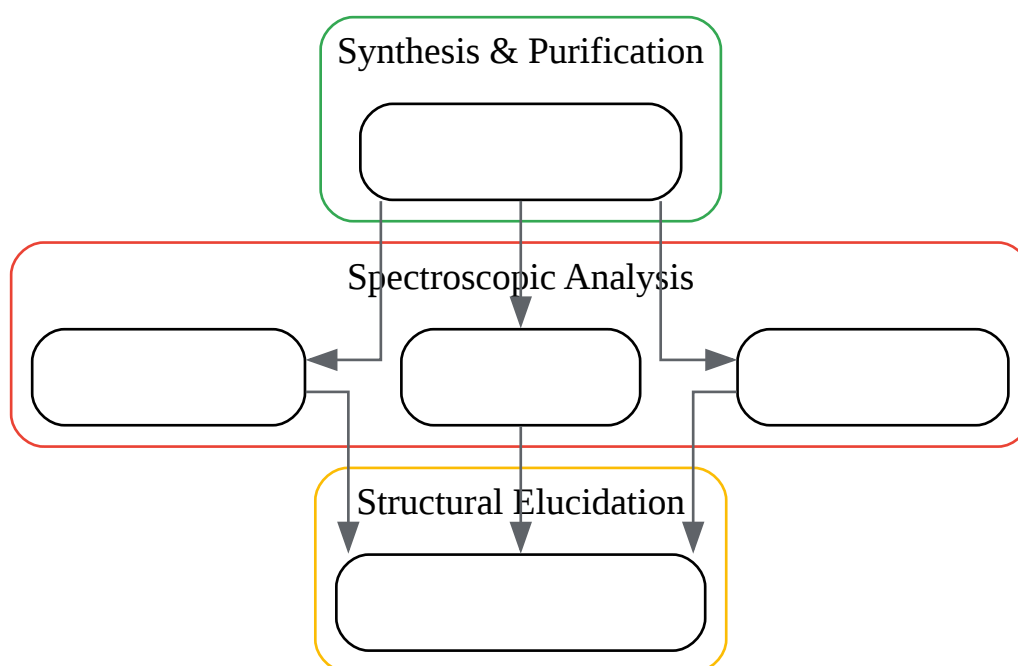 Synthesis & Purification
Spectroscopic Analysis
Structural Elucidation